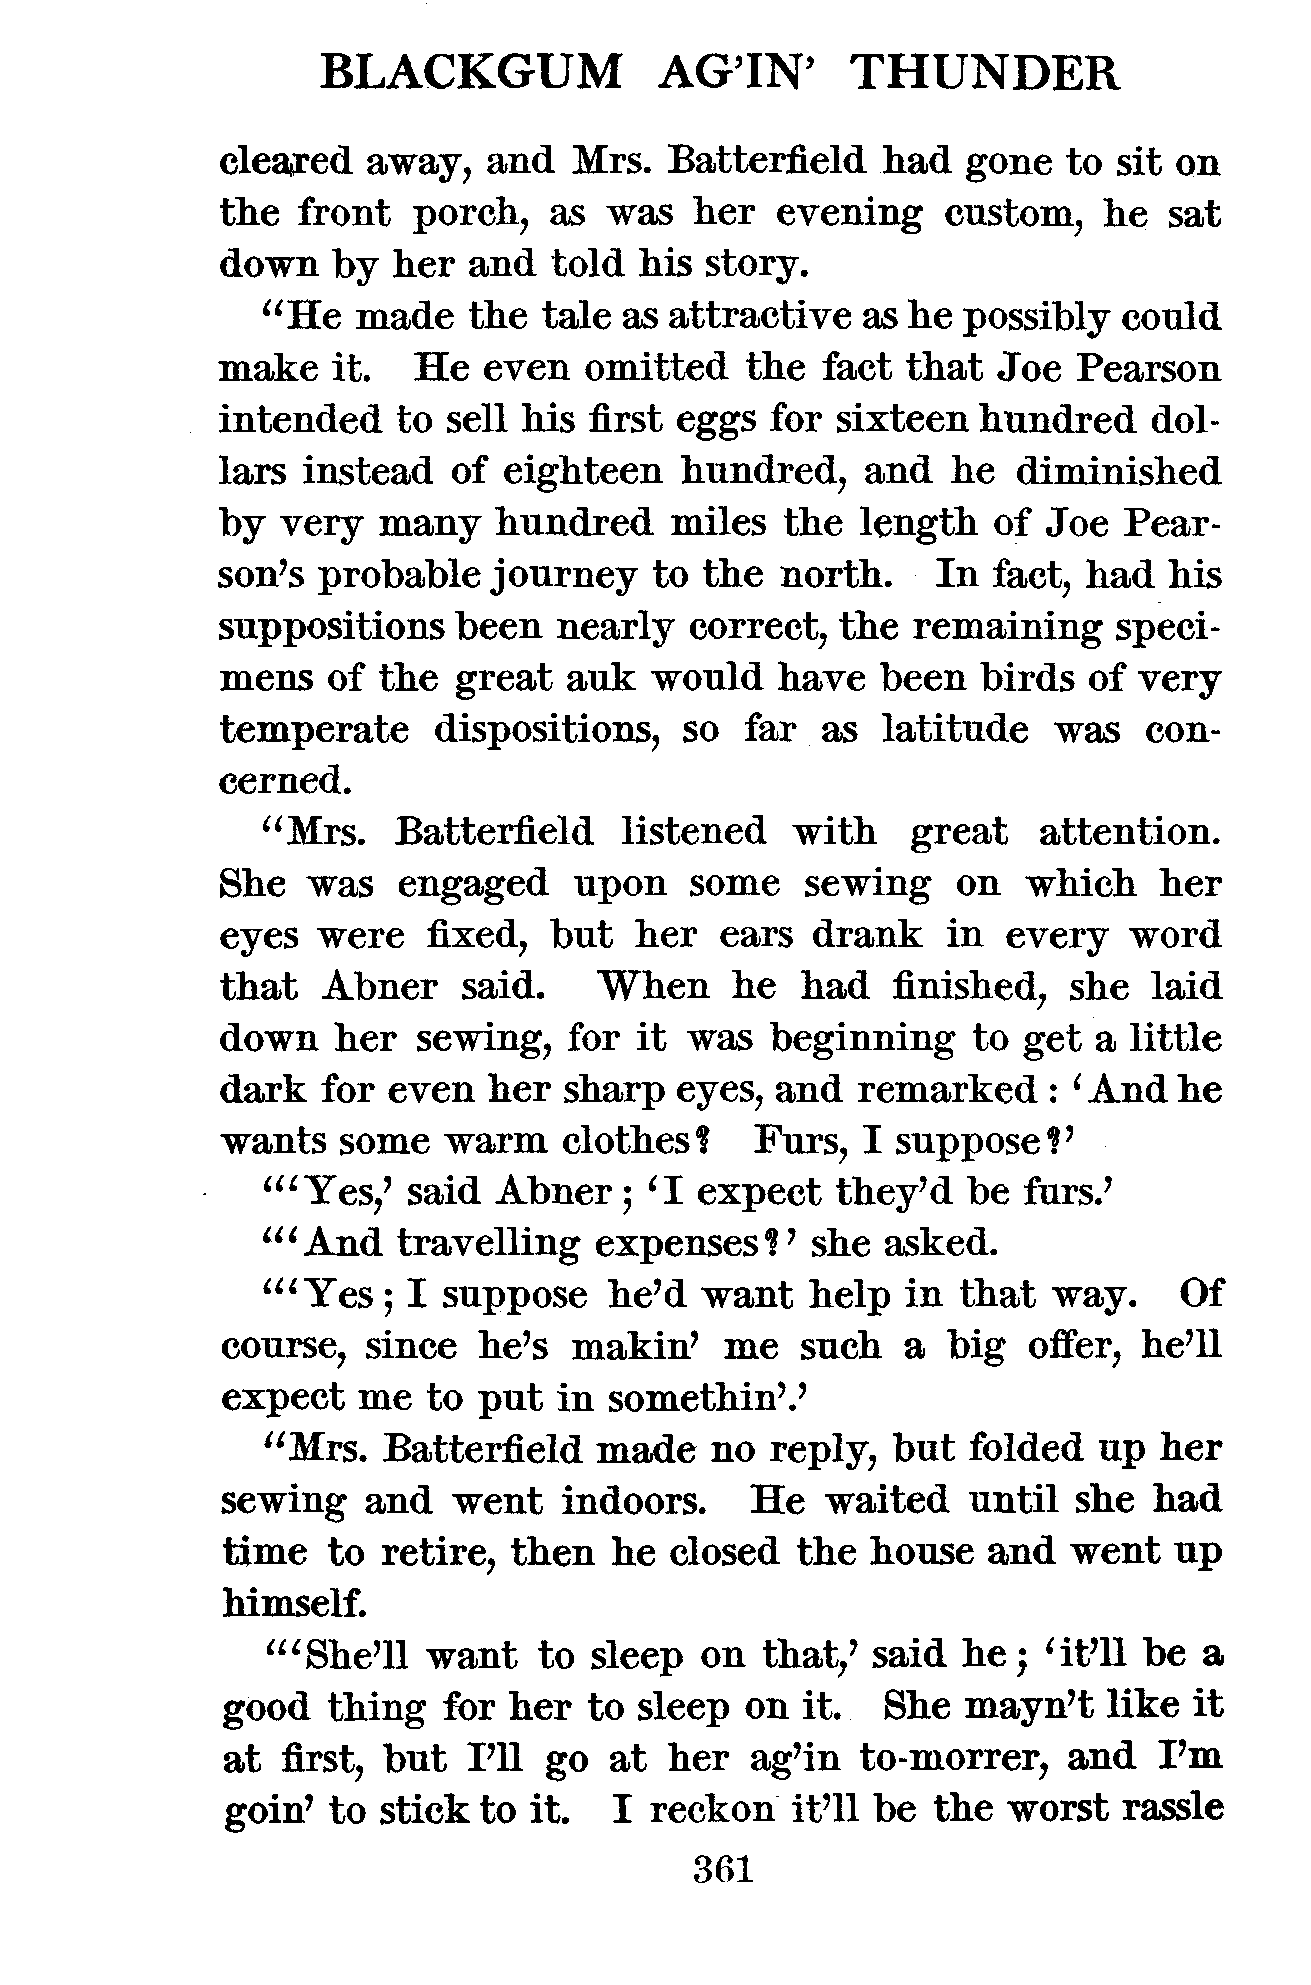 BLACKGUM AG'IN' THUNDER
cleared away, and Mrs. Batterfield had gone to sit on
the front porch, as was her evening custom, he sat
down by her and told his story.
"He made the tale as attractive as he possibly could
make it. He even omitted the fact that Joe Pearson
intended to sell his first eggs for sixteen hundred dol-
lars instead of eighteen hundred, and he diminished
by very many hundred miles the length of Joe Pear-
son's probable journey to the north. In fact, had his
suppositions been nearly correct, the remaining speci-
mens of the great auk would have been birds of very
temperate dispositions, so far as latitude was con-
cerned.
"Mrs. Batterfield listened with great attention.
She was engaged upon some sewing on which her
eyes were fixed, but her ears drank in every word
that Abner said. When he had finished, she laid
down her sewing, for it was beginning to get a little
dark for even her sharp eyes, and remarked : ' And he
wants some warm clothes? Furs, I suppose?'
"'Yes,' said Abner ; 'I expect they'd be furs.'
"'And travelling expenses?' she asked.
"'Yes ; I suppose he'd want help in that way. Of
course, since he's makin' me such a big offer, he'll
expect me to put in somethin'.'
"Mrs. Batterfield made no reply, but folded up her
sewing and went indoors. He waited until she had
time to retire, then he closed the house and went up
himself.
"'She'll want to sleep on that,' said he ; 'it'll be a
good thing for her to sleep on it. She mayn't like it
at first, but I'll go at her ag'in to-morrer, and I'm
goin' to stick to it. I reckon it'll be the worst rassle
361